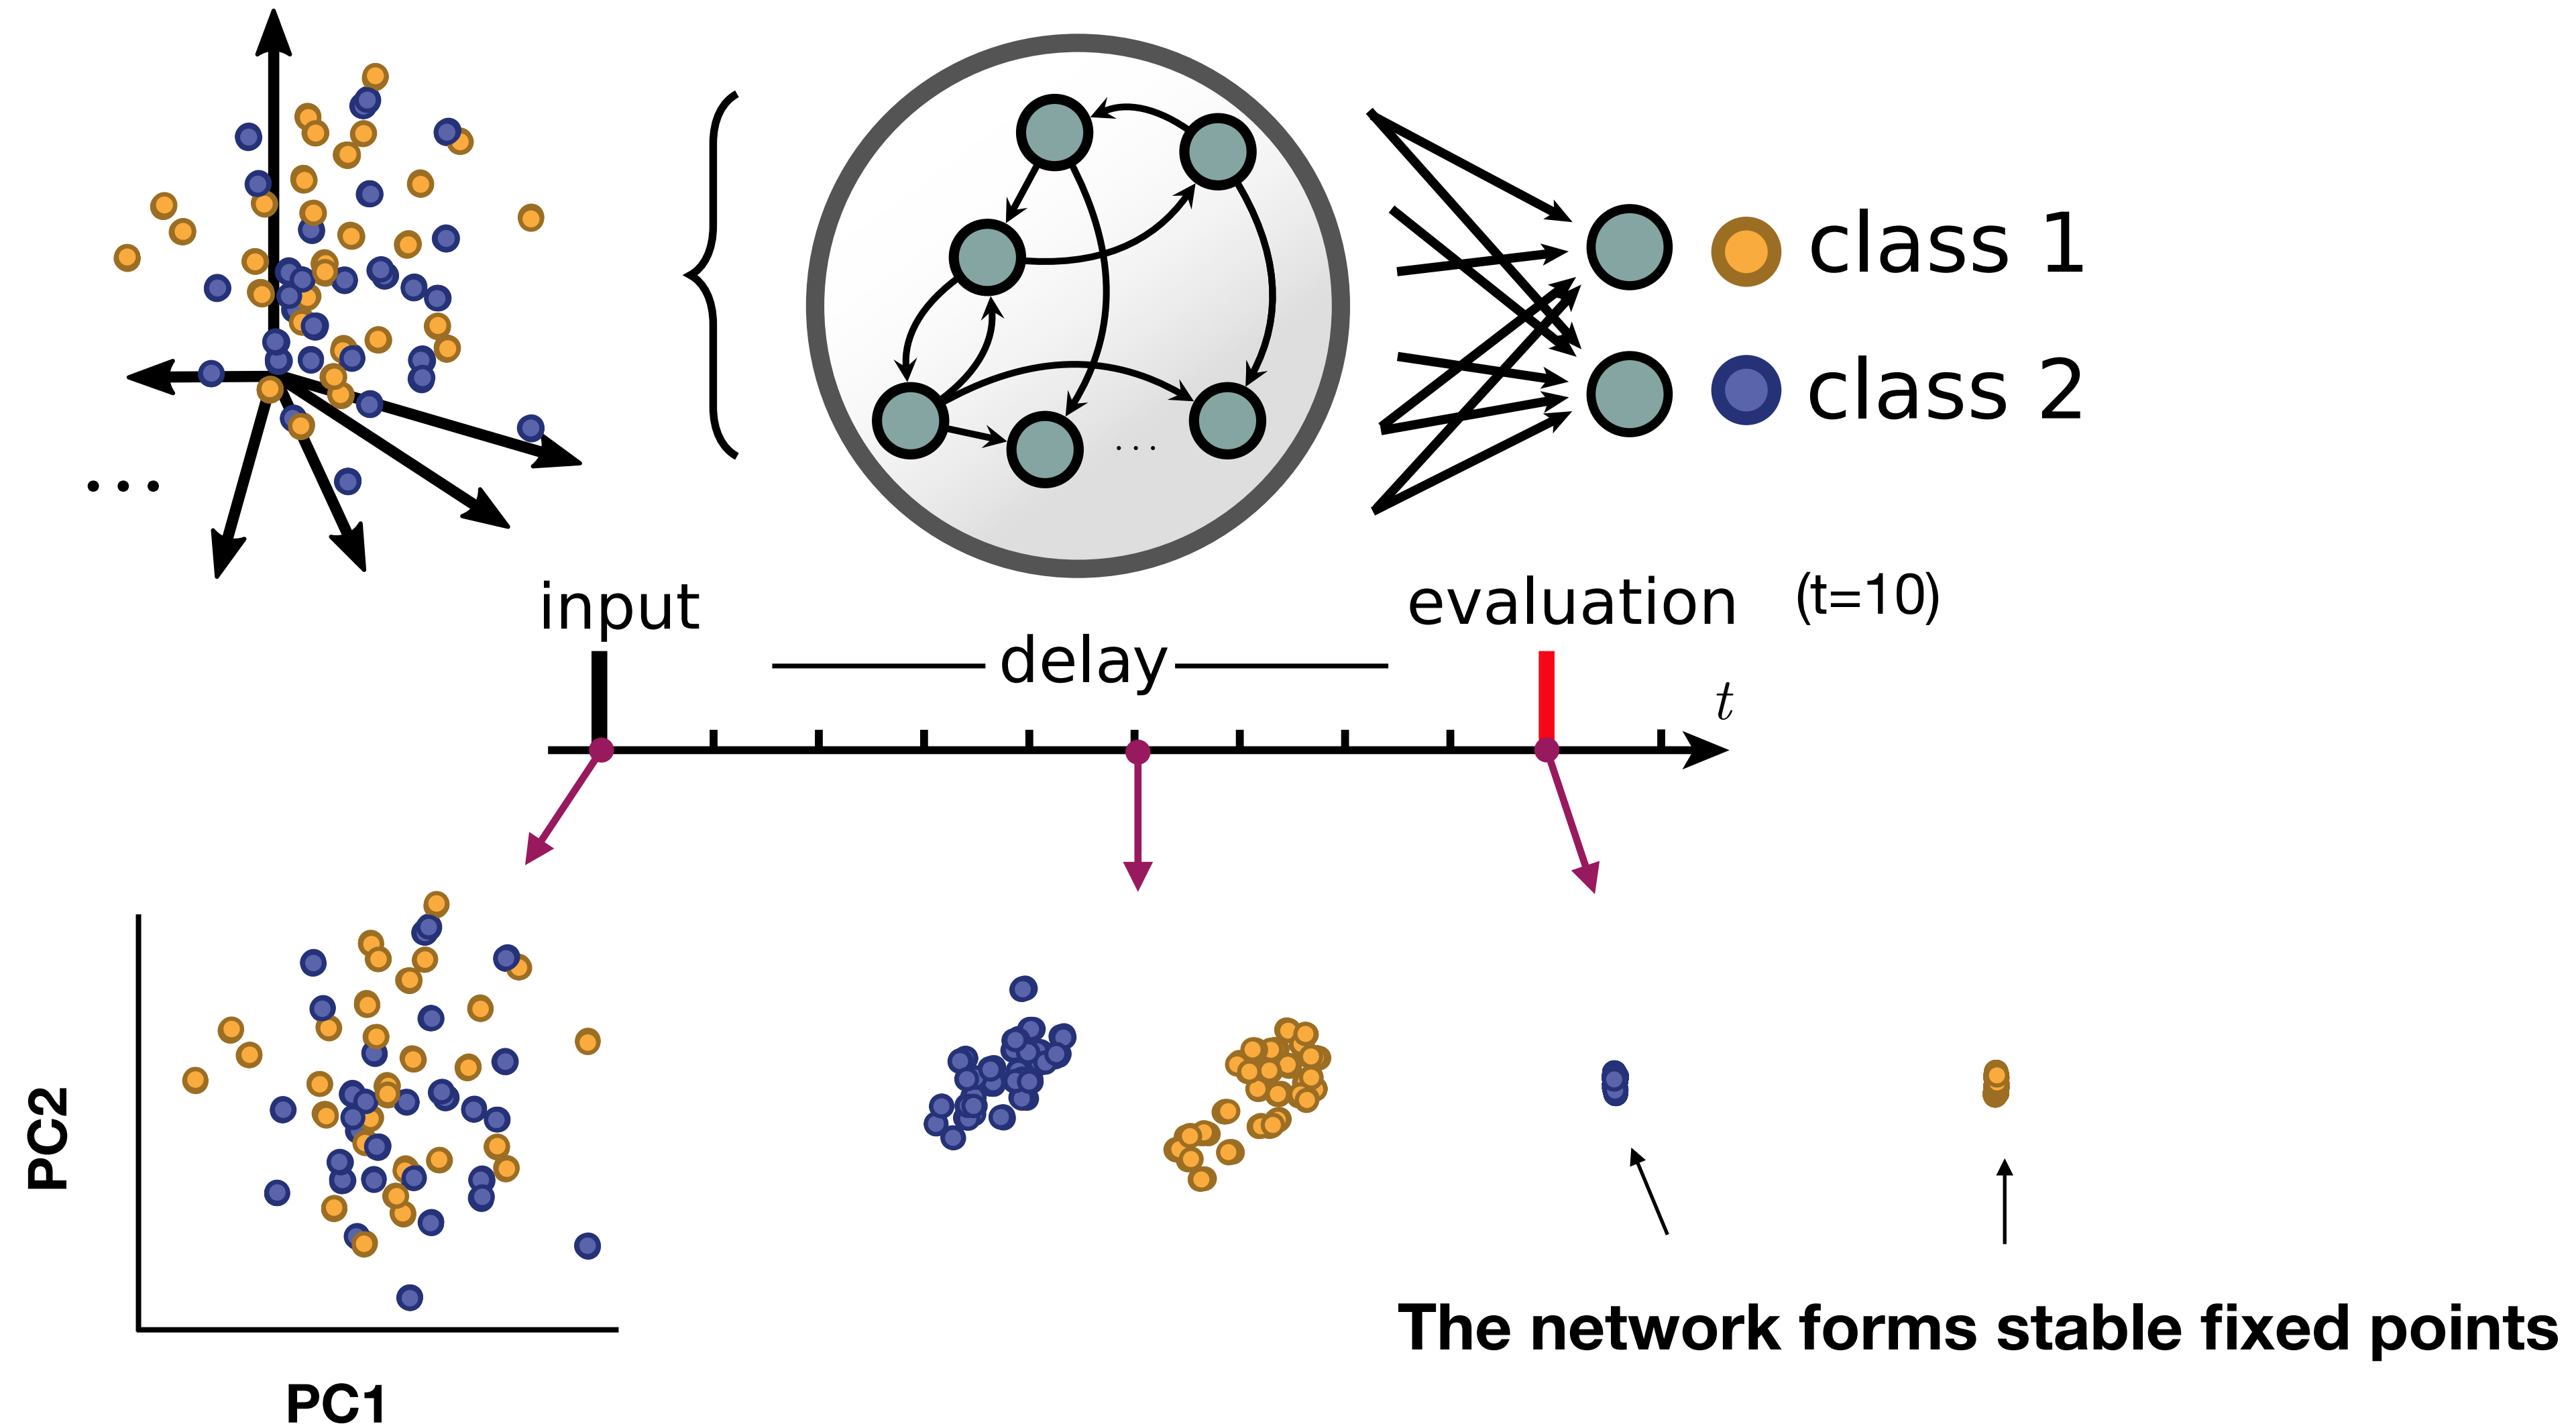 class 1
class 2
...
...
input
evaluation (t=10)
delay
t
PC2
PC1
The network forms stable fixed points